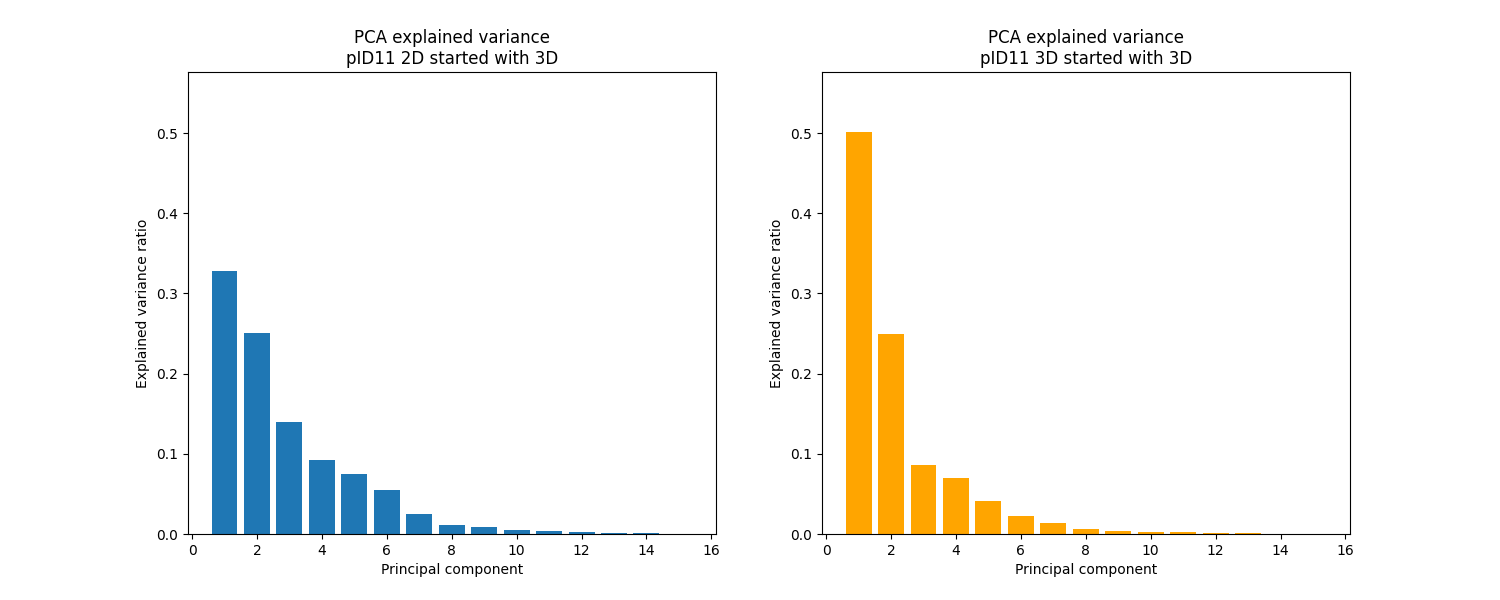 PCA explained variance
pID11 2D started with 3D
Explained variance ratio
0.5
0.4
0.3
0.2
0.1
0.0
0 2 4 6 8 10 12 14 16
Principal component
PCA explained variance
pID11 3D started with 3D
Explained variance ratio
0.5
0.4
0.3
0.2
0.1
0.0
0 2 4 6 8 10 12 14 16
Principal component